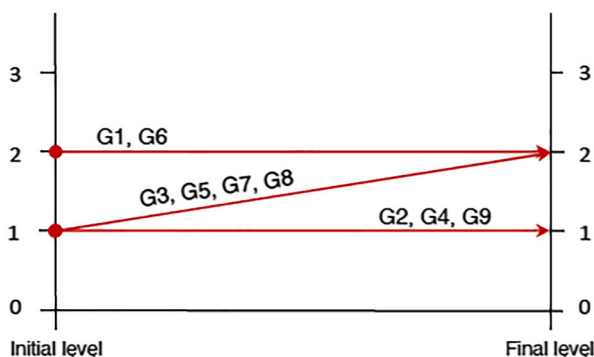 3 3
G1, G6
2 2
G3, G5, G7, G8
G2, G4, G9
1 1
0 0
Initial level Final level